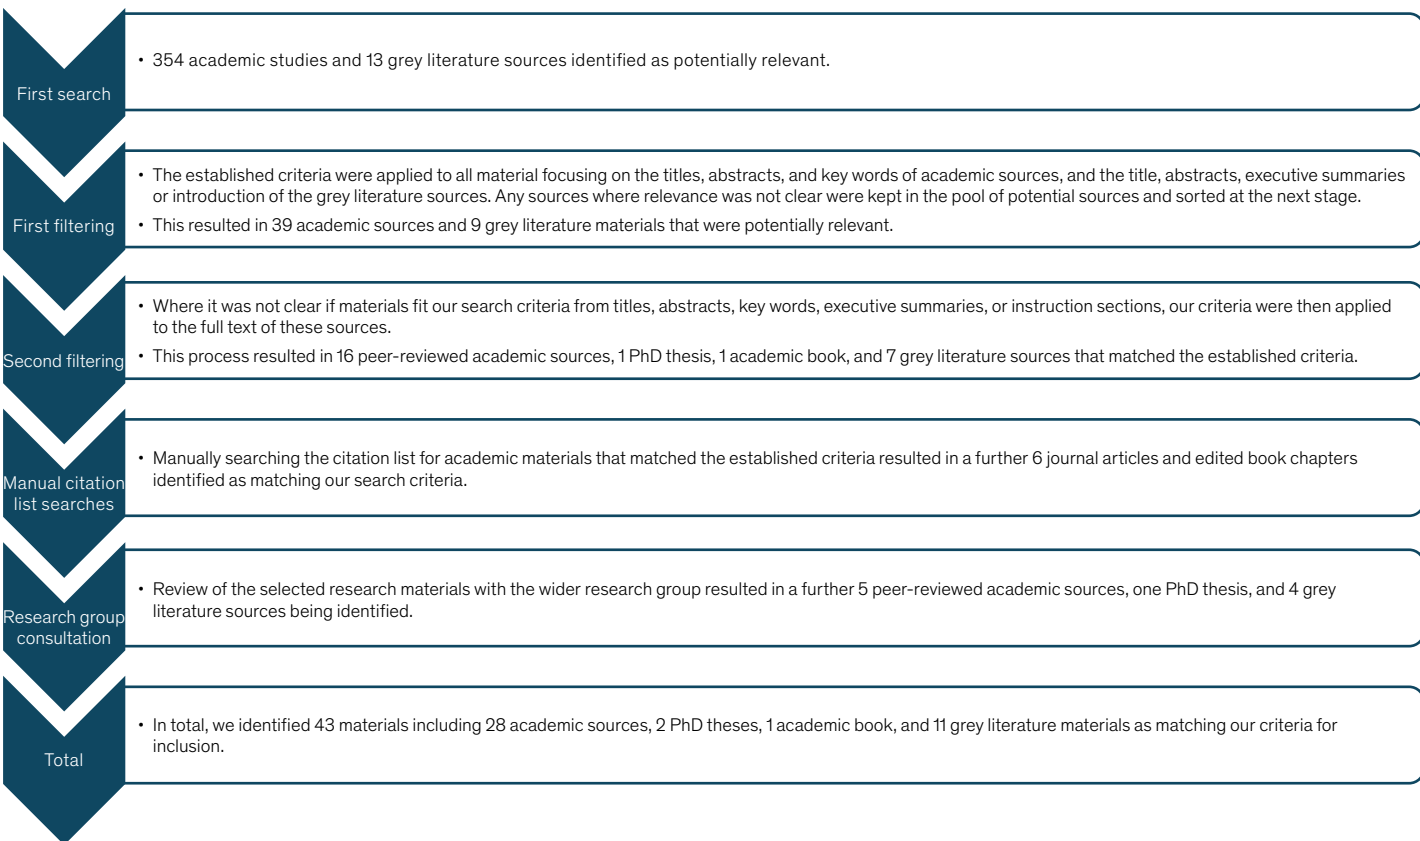 First search
• 354 academic studies and 13 grey literature sources identified as potentially relevant.
First filtering
• The established criteria were applied to all material focusing on the titles, abstracts, and key words of academic sources, and the title, abstracts, executive summaries
or introduction of the grey literature sources. Any sources where relevance was not clear were kept in the pool of potential sources and sorted at the next stage.
• This resulted in 39 academic sources and 9 grey literature materials that were potentially relevant.
Second filtering
• Where it was not clear if materials fit our search criteria from titles, abstracts, key words, executive summaries, or instruction sections, our criteria were then applied
to the full text of these sources.
• This process resulted in 16 peer-reviewed academic sources, 1 PhD thesis, 1 academic book, and 7 grey literature sources that matched the established criteria.
Manual citation
list searches
• Manually searching the citation list for academic materials that matched the established criteria resulted in a further 6 journal articles and edited book chapters
identified as matching our search criteria.
Research group
consultation
• Review of the selected research materials with the wider research group resulted in a further 5 peer-reviewed academic sources, one PhD thesis, and 4 grey
literature sources being identified.
Total
• In total, we identified 43 materials including 28 academic sources, 2 PhD theses, 1 academic book, and 11 grey literature materials as matching our criteria for
inclusion.